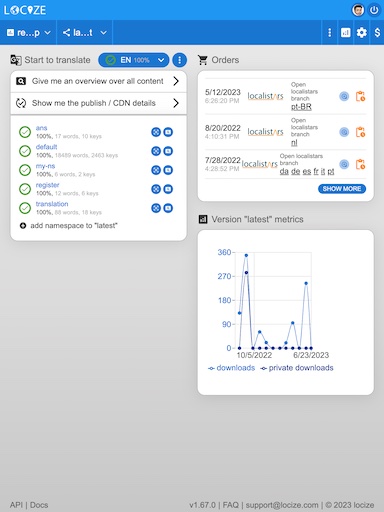 LOCIZE
re...p
la...t
$
Start to translate
EN 100%
Give me an overview over all content
Show me the publish / CDN details
ans
100%, 17 words, 10 keys
default
100%, 18489 words, 2463 keys
my-ns
100%, 6 words, 2 keys
register
100%, 12 words, 6 keys
translation
100%, 88 words, 18 keys
add namespace to "latest"
Orders
5/12/2023
6:26:20 PM
localistars
Open
localistars
branch
pt-BR
8/20/2022
4:10:31 PM
localistars
Open
localistars
branch
nl
7/28/2022
4:28:52 PM
localistars
Open localistars
branch
da de es fr it pt
SHOW MORE
Version "latest" metrics
360
270
180
90
0
10/5/2022
6/23/2023
downloads
private downloads
API | Docs
v1.67.0 | FAQ | support@locize.com | © 2023 locize